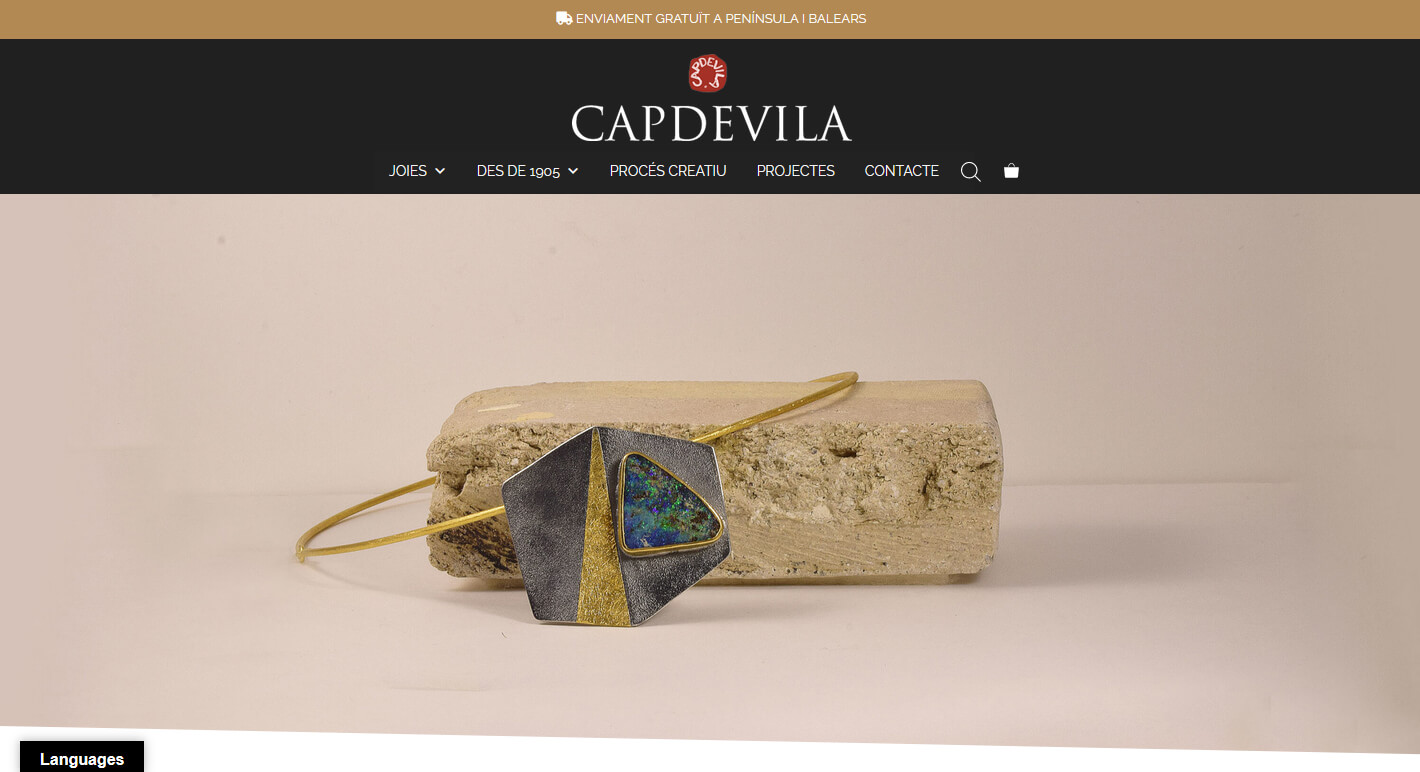 ENVIAMENT GRATUÏT A PENÍNSULA I BALEARS
CAPDEVILA
CAPDEVILA
JOIES DES DE 1905 PROCÉS CREATIU PROJECTES CONTACTE
Languages